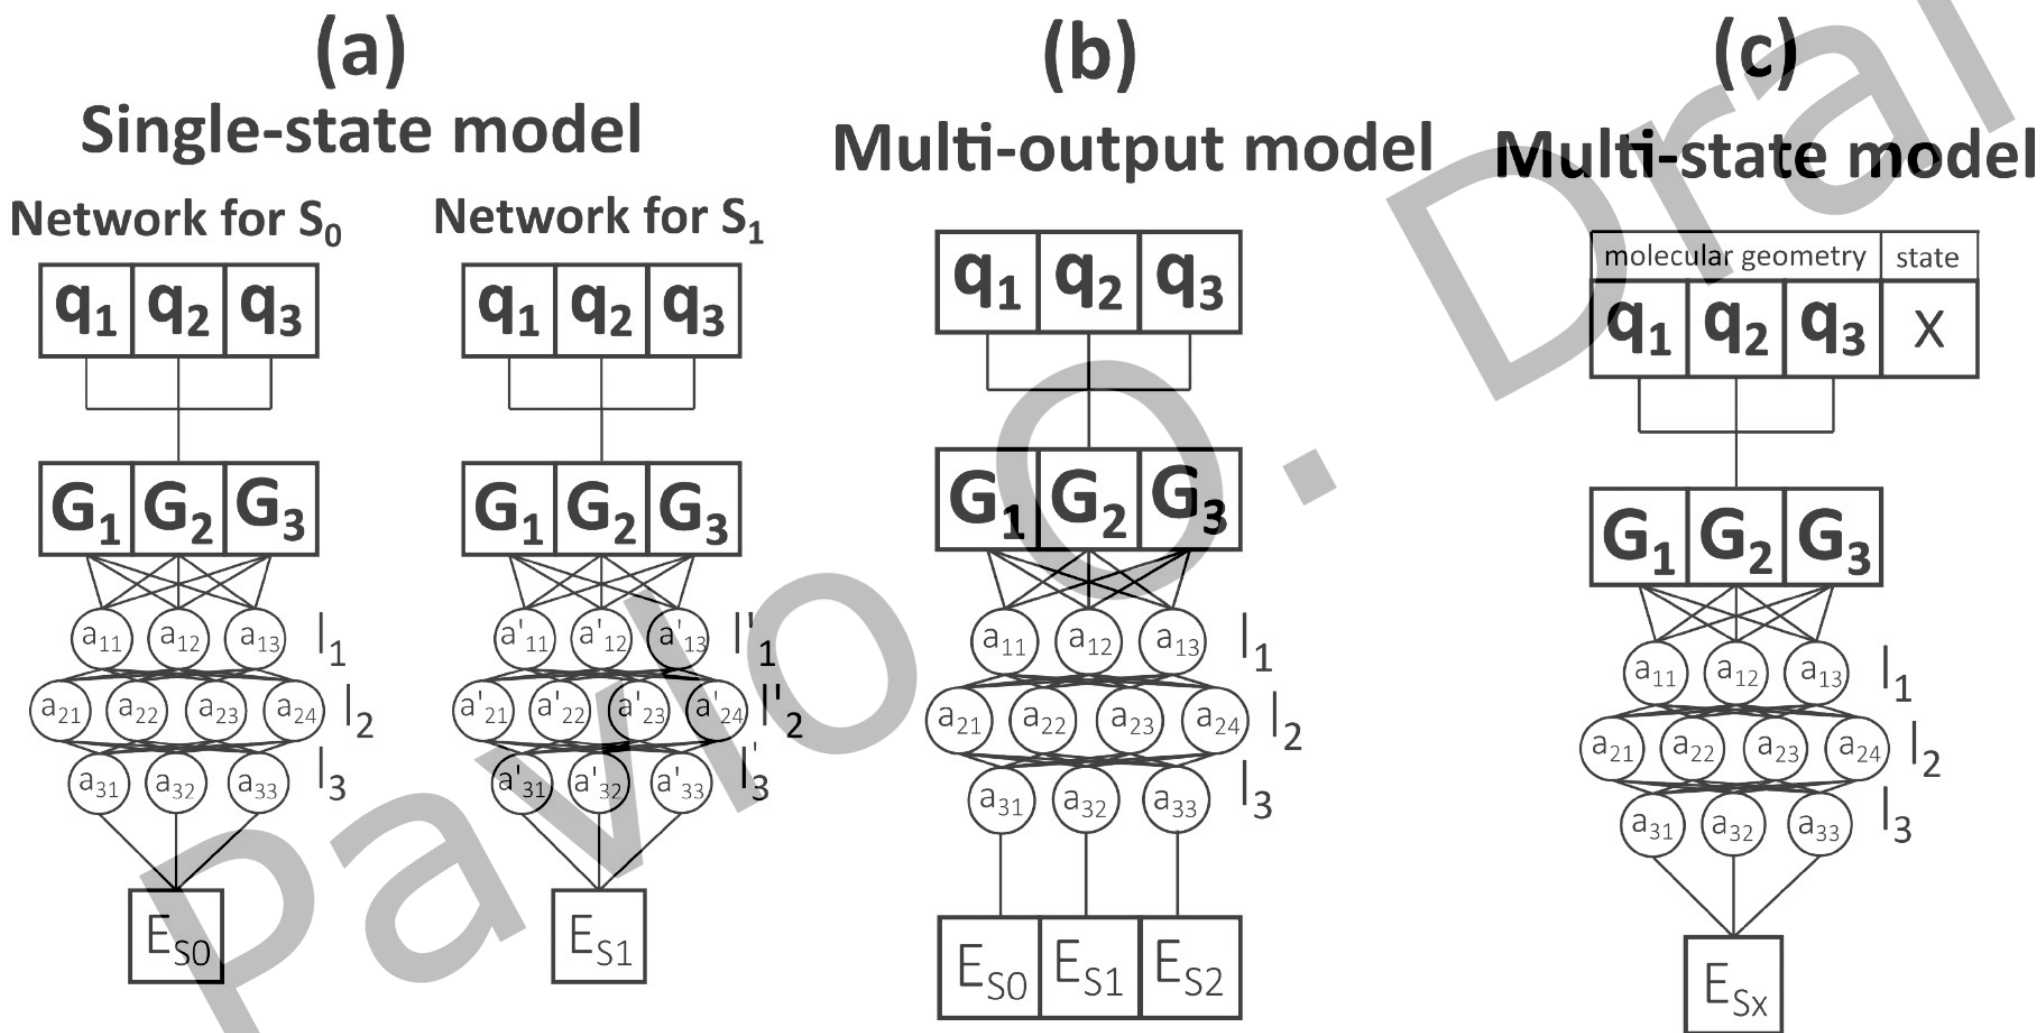 (a)
Single-state model
Network for S0
q1 q2 q3
G1 G2 G3
a11 a12 a13 l1
a21 a22 a23 a24 l2
a31 a32 a33 l3
ES0
Network for S1
q1 q2 q3
G1 G2 G3
a'11 a'12 a'13 l'1
a'21 a'22 a'23 a'24 l'2
a'31 a'32 a'33 l'3
ES1
(b)
Multi-output model
q1 q2 q3
G1 G2 G3
a11 a12 a13 l1
a21 a22 a23 a24 l2
a31 a32 a33 l3
ES0 ES1 ES2
(c)
Multi-state model
molecular geometry state
q1 q2 q3 X
G1 G2 G3
a11 a12 a13 l1
a21 a22 a23 a24 l2
a31 a32 a33 l3
ESx
Pavlo O. Dral